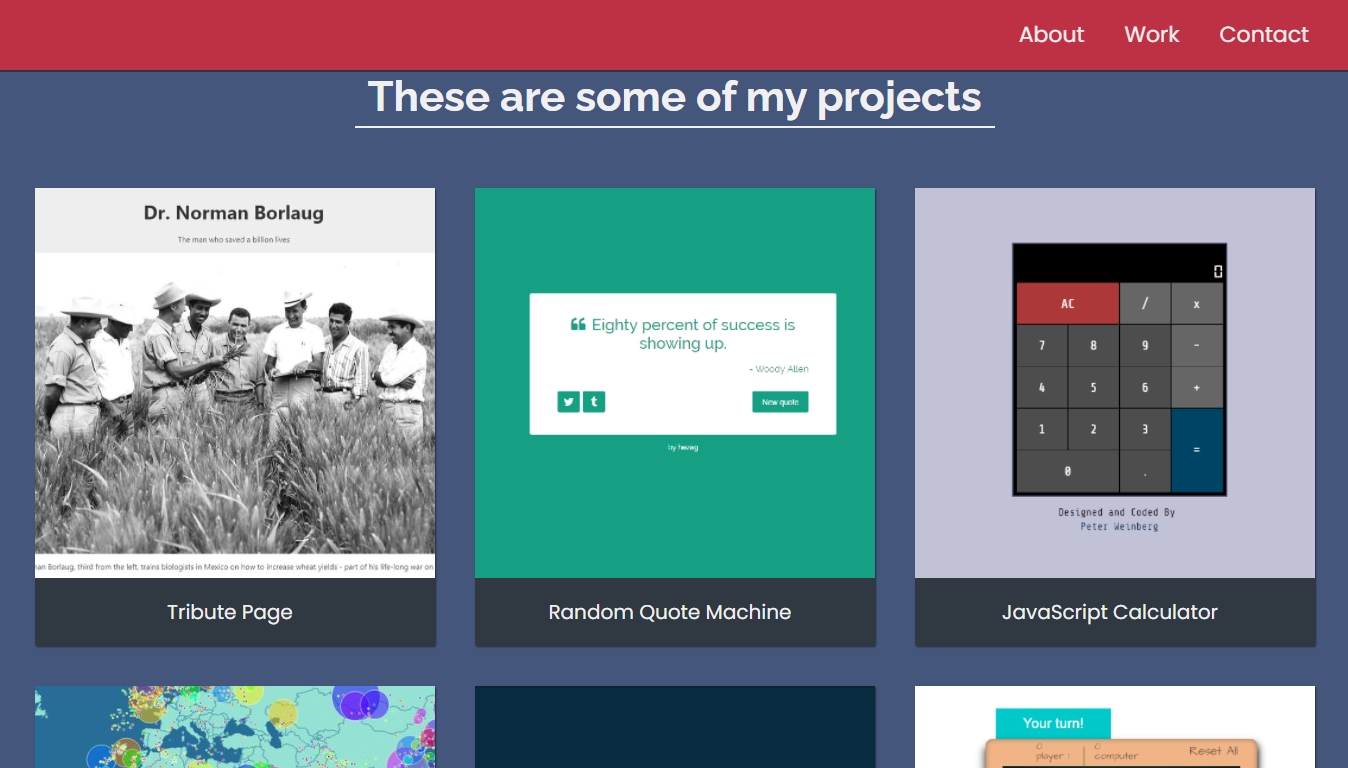 About Work Contact
These are some of my projects
Dr. Norman Borlaug
The man who saved a billion lives
Borlaug, third from the left, trains biologists in Mexico on how to increase wheat yields - part of his life-long war on
Tribute Page
Eighty percent of success is
showing up.
- Woody Allen
New quote
by hezag
Random Quote Machine
0
AC / x
7 8 9 -
4 5 6 +
1 2 3 =
0 .
Designed and Coded By
Peter Weinberg
JavaScript Calculator
Your turn!
0 0
player 1 computer Reset All